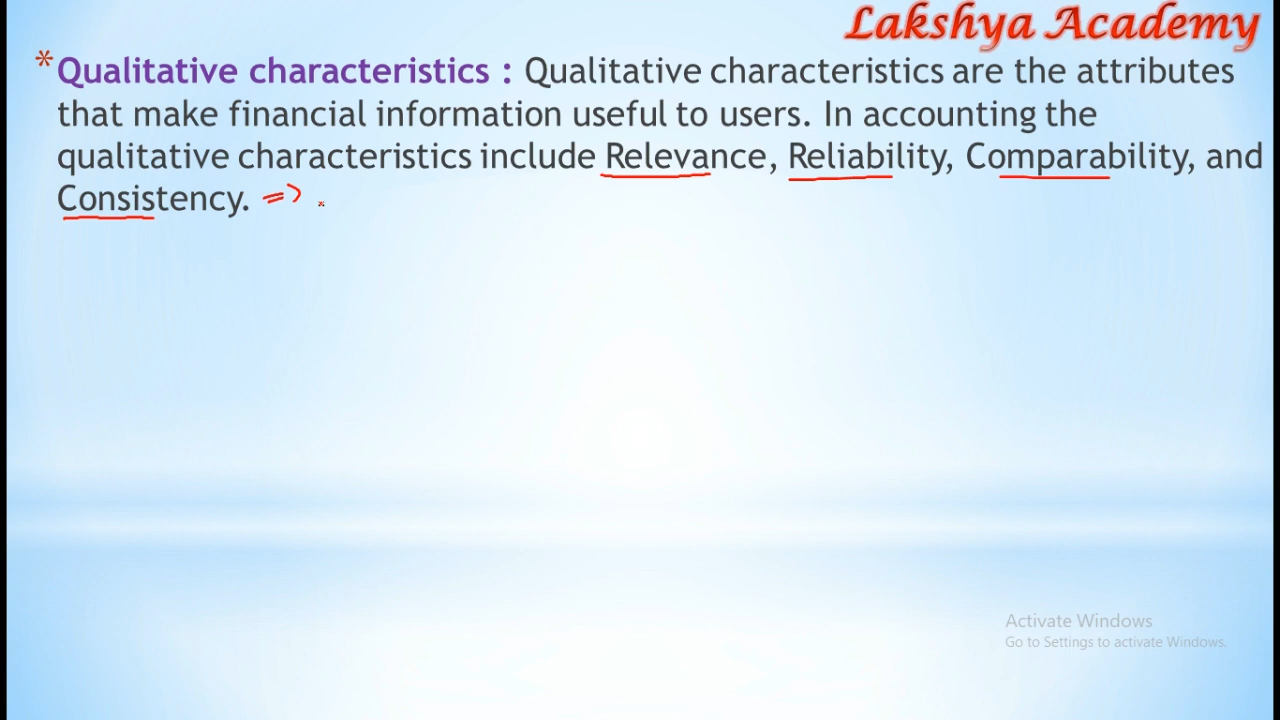 Lakshya Academy
* Qualitative characteristics : Qualitative characteristics are the attributes
that make financial information useful to users. In accounting the
qualitative characteristics include Relevance, Reliability, Comparability, and
Consistency. =>
Activate Windows
Go to Settings to activate Windows.